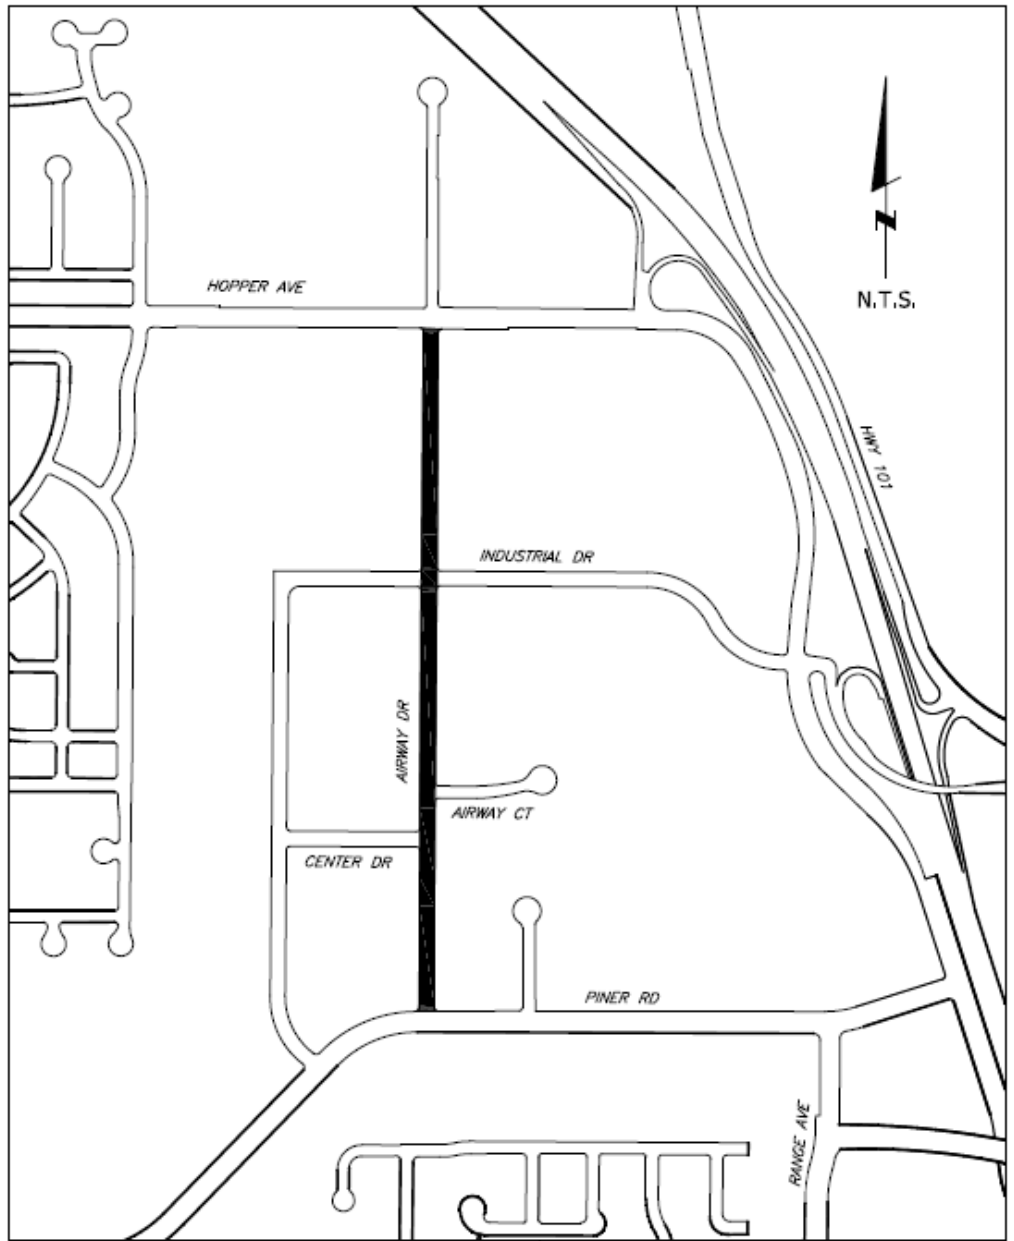 HOPPER AVE
N
N.T.S.
HWY 101
INDUSTRIAL DR
AIRWAY DR
AIRWAY CT
CENTER DR
PINER RD
RANGE AVE